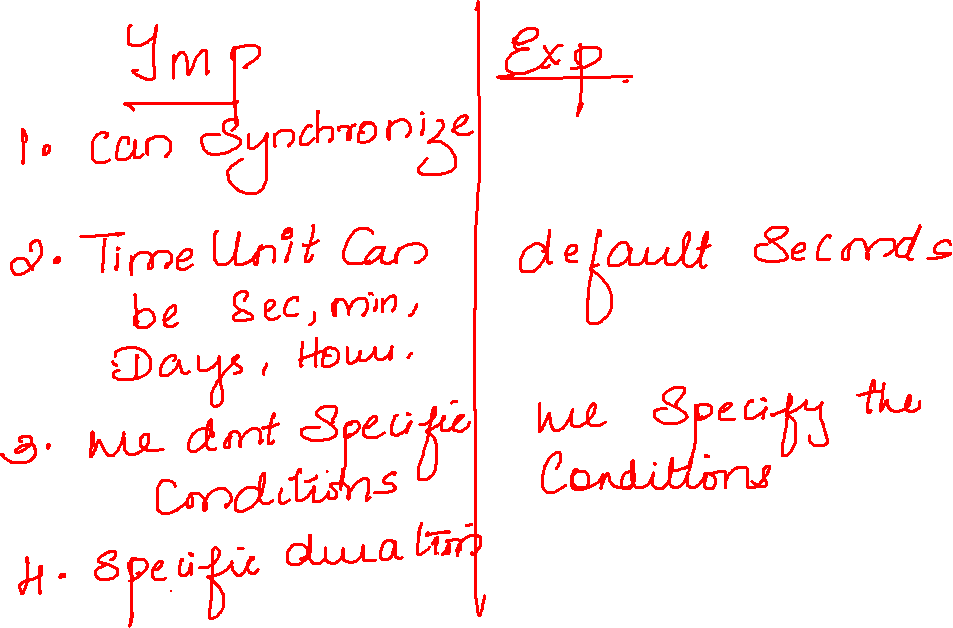 Imp
Exp
1. can Synchronize
2. Time Unit Can
be Sec, min,
Days, Hour.
default Seconds
3. we dont Specific
Conditions
we Specify the
Conditions
4. Specific duration